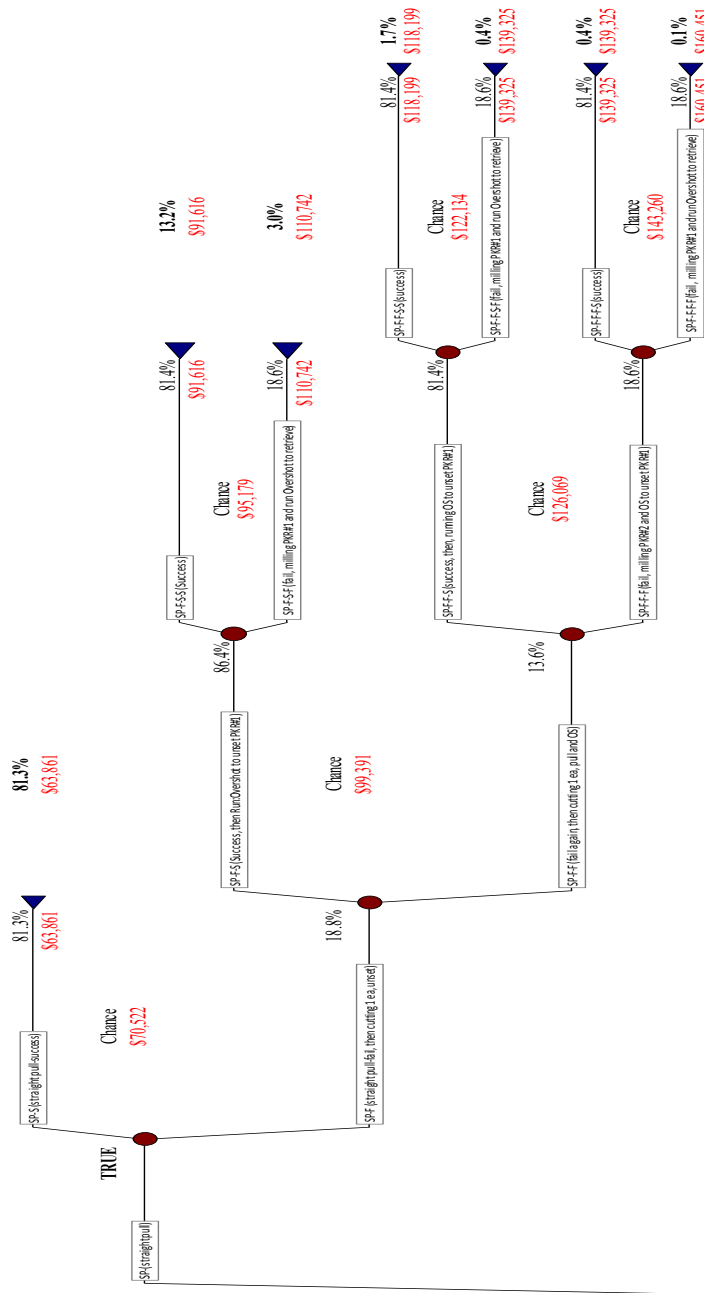 SP-(straight pull)
TRUE
Chance
$70,522
SP-S (straight pull-success)
81.3%
$63,861
81.3%
$63,861
SP-F (straight pull-fail, then cutting 1 ea, unset)
18.8%
Chance
$99,391
SP-F-S (Success, then Run Overshot to unset PKR#1)
86.4%
Chance
$95,179
SP-F-S-S (Success)
81.4%
$91,616
13.2%
$91,616
SP-F-S-F (fail, milling PKR#1 and run Overshot to retrieve)
18.6%
$110,742
3.0%
$110,742
SP-F-F (fail again, then cutting 1 ea, pull and OS)
13.6%
Chance
$126,069
SP-F-F-S (success, then, running OS to unset PKR#1)
81.4%
Chance
$122,134
SP-F-F-S-S (success)
81.4%
$118,199
1.7%
$118,199
SP-F-F-S-F (fail, milling PKR#1 and run Overshot to retrieve)
18.6%
$139,325
0.4%
$139,325
SP-F-F-F (fail, milling PKR#2 and OS to unset PKR#1)
18.6%
Chance
$143,260
SP-F-F-F-S (success)
81.4%
$139,325
0.4%
$139,325
SP-F-F-F-F (fail, milling PKR#1 and run Overshot to retrieve)
18.6%
$160,451
0.1%
$160,451